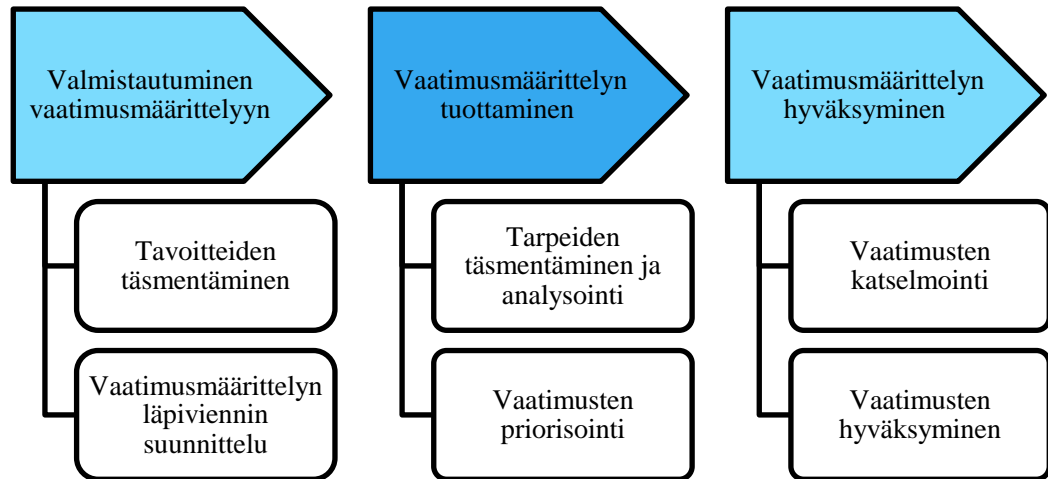 Valmistautuminen
vaatimusmäärittelyyn
Tavoitteiden
täsmentäminen
Vaatimusmäärittelyn
läpiviennin
suunnittelu
Vaatimusmäärittelyn
tuottaminen
Tarpeiden
täsmentäminen ja
analysointi
Vaatimusten
priorisointi
Vaatimusmäärittelyn
hyväksyminen
Vaatimusten
katselmointi
Vaatimusten
hyväksyminen